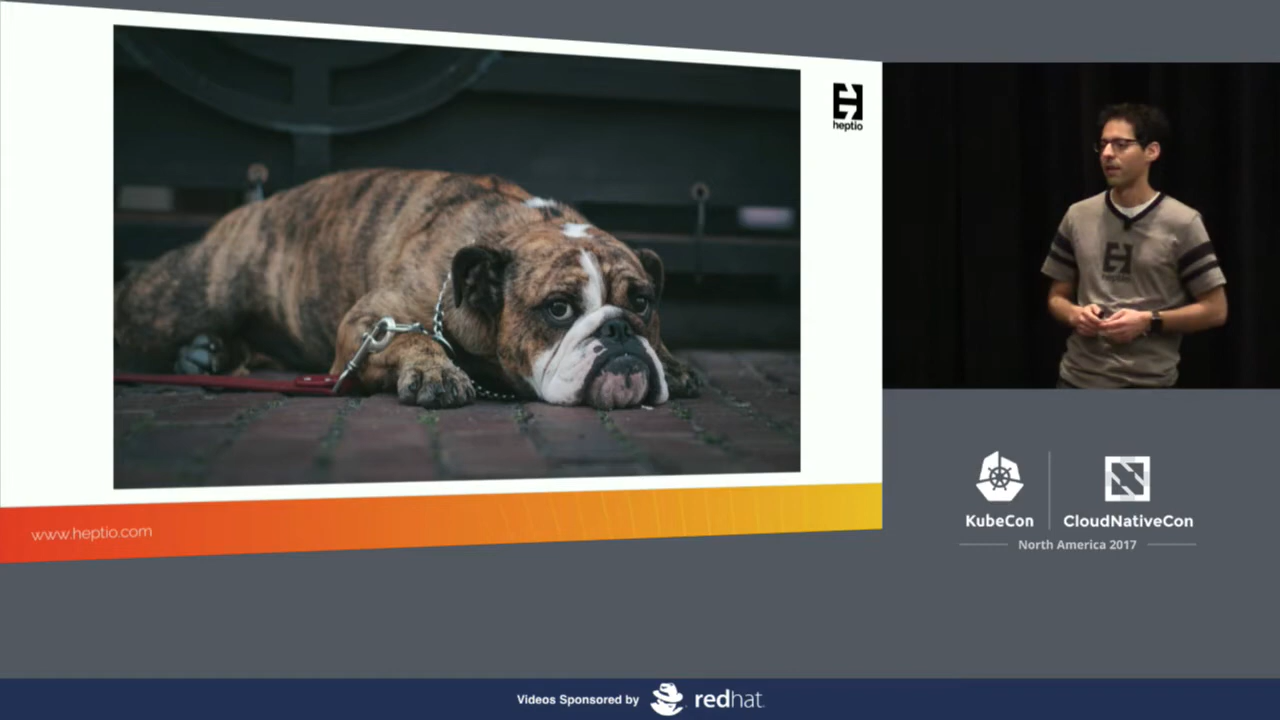 heptio
www.heptio.com
KubeCon
CloudNativeCon
North America 2017
Videos Sponsored by
redhat.